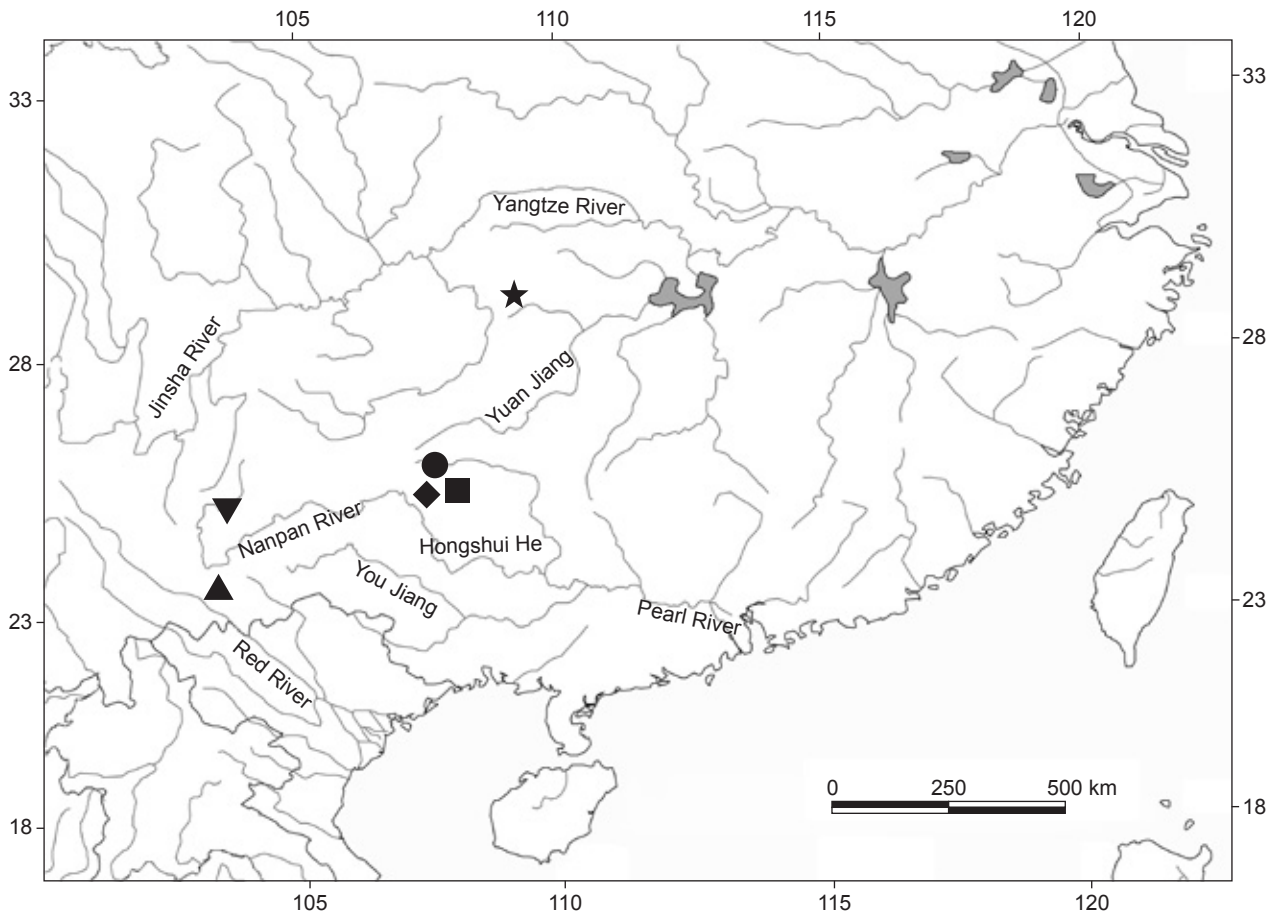 105 110 115 120
33 33
Yangtze River
Jinsha River
28 28
Yuan Jiang
Nanpan River
Hongshui He
You Jiang
Pearl River
23 23
Red River
0 250 500 km
18 18
105 110 115 120